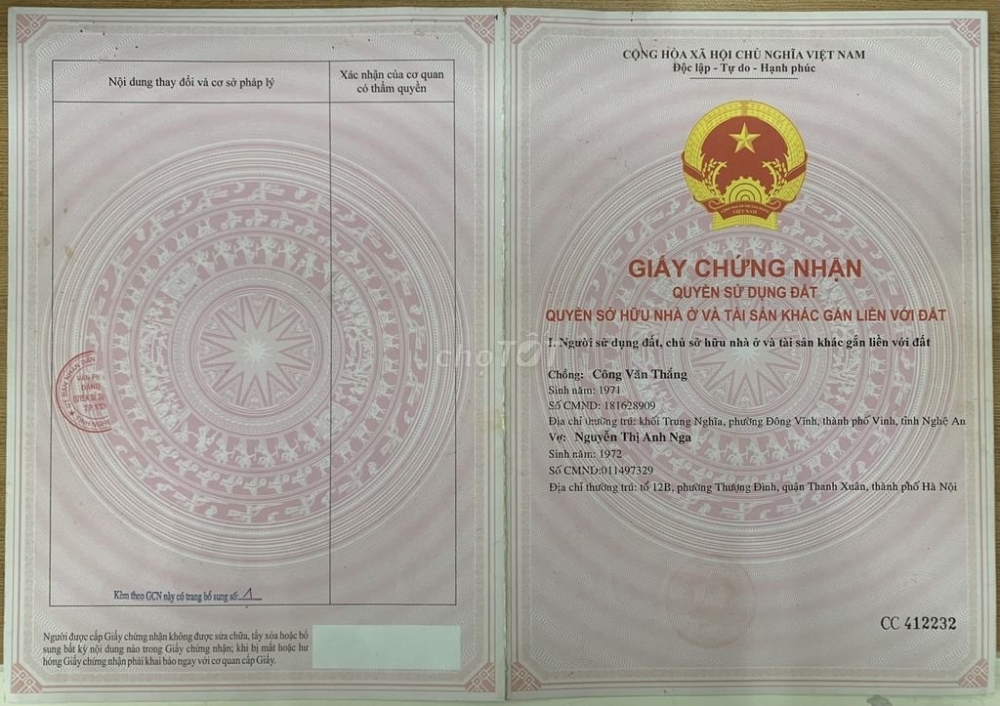 Nội dung thay đổi và cơ sở pháp lý
Xác nhận của cơ quan
có thẩm quyền
Kèm theo GCN này có trang bổ sung số: 1
Người được cấp Giấy chứng nhận không được sửa chữa, tẩy xóa hoặc bổ
sung bất kỳ nội dung nào trong Giấy chứng nhận; khi bị mất hoặc hư
hỏng Giấy chứng nhận phải khai báo ngay với cơ quan cấp Giấy.
CỘNG HÒA XÃ HỘI CHỦ NGHĨA VIỆT NAM
Độc lập - Tự do - Hạnh phúc
VIỆT NAM
GIẤY CHỨNG NHẬN
QUYỀN SỬ DỤNG ĐẤT
QUYỀN SỞ HỮU NHÀ Ở VÀ TÀI SẢN KHÁC GẮN LIỀN VỚI ĐẤT
I. Người sử dụng đất, chủ sở hữu nhà ở và tài sản khác gắn liền với đất
Chồng: Công Văn Thắng
Sinh năm: 1971
Số CMND: 181628909
Địa chỉ thường trú: khối Trung Nghĩa, phường Đông Vĩnh, thành phố Vinh, tỉnh Nghệ An
Vợ: Nguyễn Thị Anh Nga
Sinh năm: 1972
Số CMND:011497329
Địa chỉ thường trú: tổ 12B, phường Thượng Đình, quận Thanh Xuân, thành phố Hà Nội
CC 412232